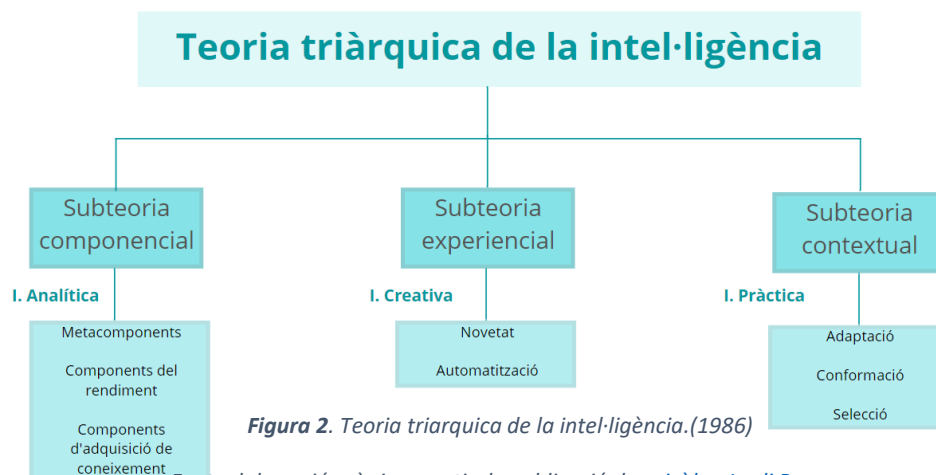 Teoria triàrquica de la intel·ligència
Subteoria
componencial
Subteoria
experiencial
Subteoria
contextual
I. Analítica
I. Creativa
I. Pràctica
Metacomponents
Components del
rendiment
Components
d'adquisició de
coneixement
Novetat
Automatització
Adaptació
Conformació
Selecció
Figura 2. Teoria triarquica de la intel·ligència.(1986)